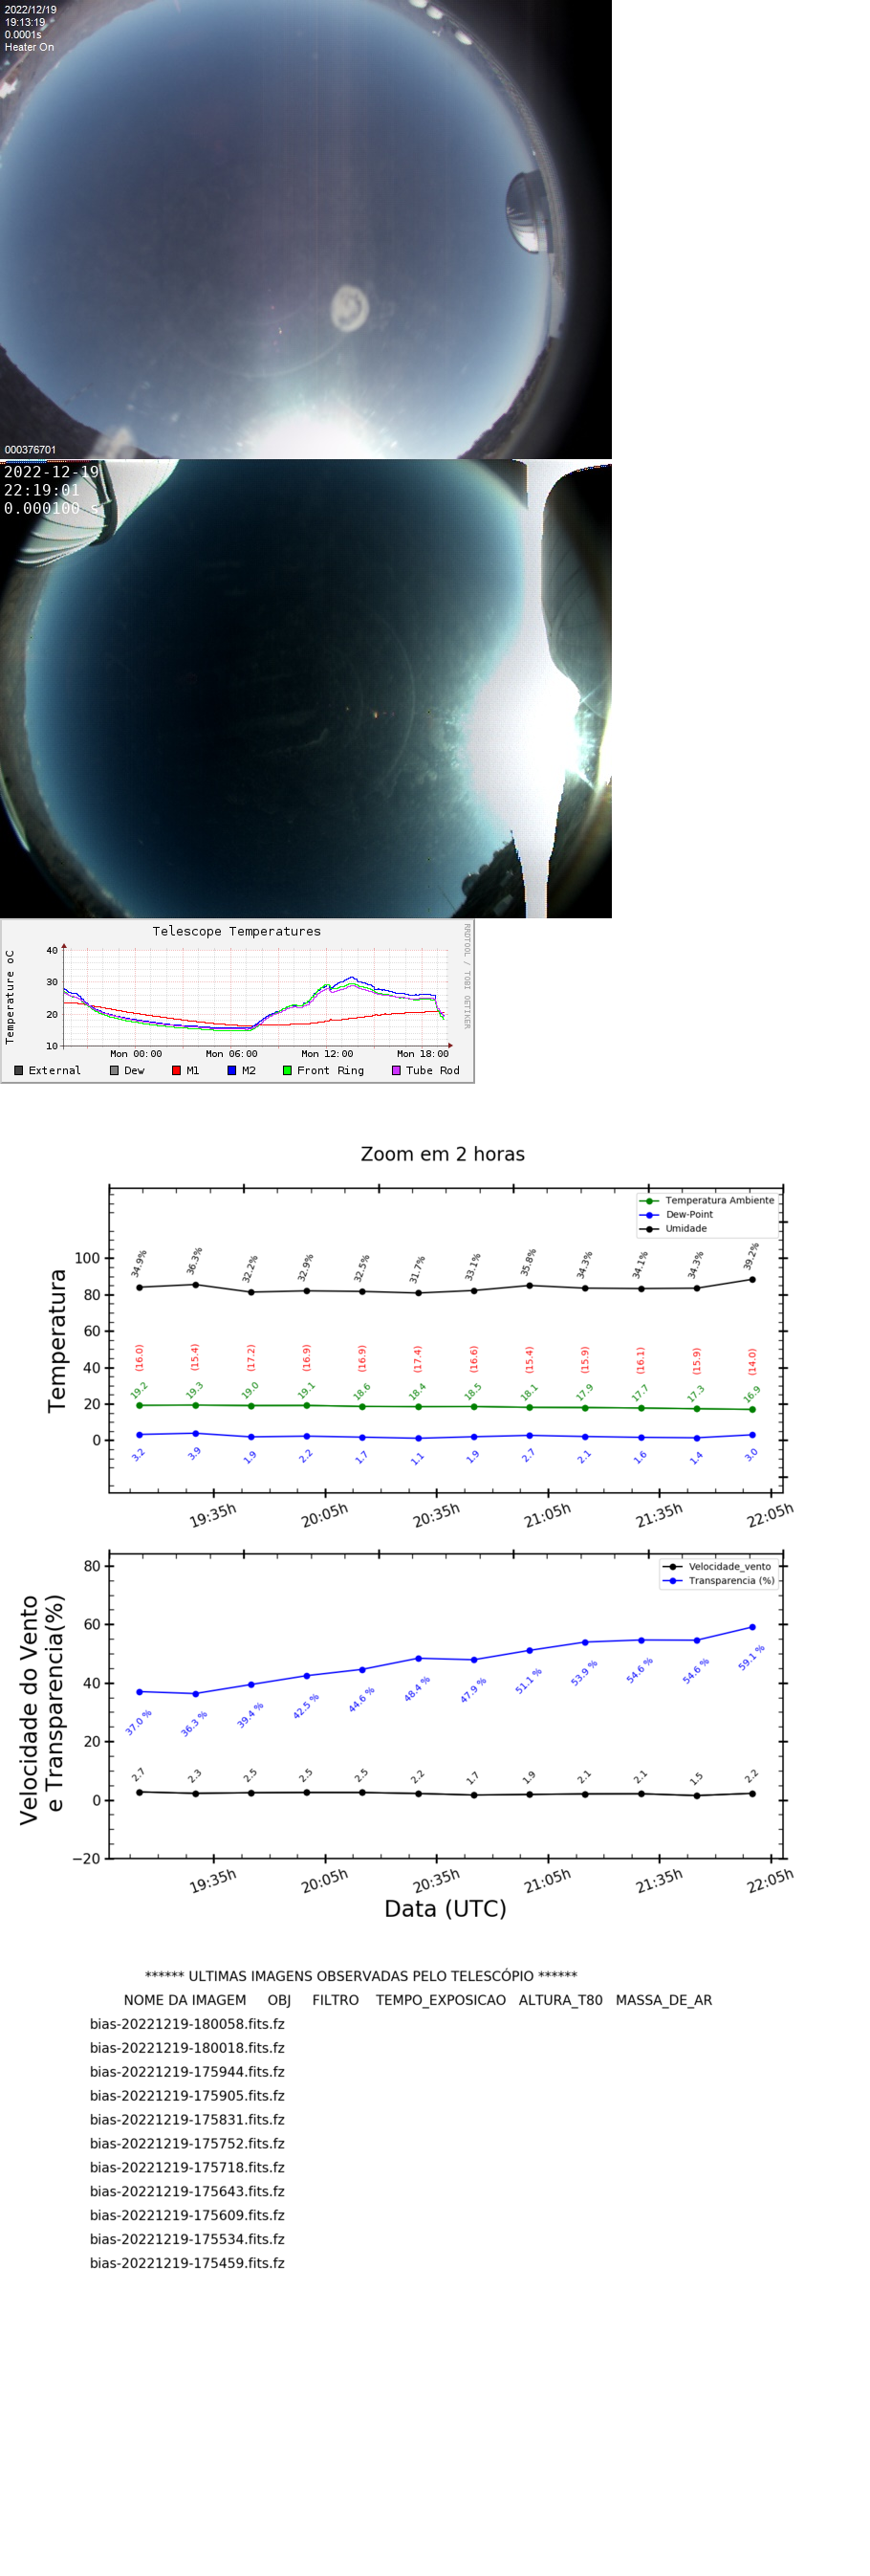 2022/12/19
19:13:19
0.0001s
Heater On
000376701
2022-12-19
22:19:01
0.000100 s
Telescope Temperatures
RRDTOOL / TOBI OETIKER
Temperature oC
40
30
20
10
Mon 00:00 Mon 06:00 Mon 12:00 Mon 18:00
External Dew M1 M2 Front Ring Tube Rod
Zoom em 2 horas
Temperatura Ambiente
Dew-Point
Umidade
Temperatura
100
80
60
40
20
0
34.9% 36.3% 32.2% 32.9% 32.5% 31.7% 33.1% 35.8% 34.3% 34.1% 34.3% 39.2%
(16.0) (15.4) (17.2) (16.9) (16.9) (17.4) (16.6) (15.4) (15.9) (16.1) (15.9) (14.0)
19.2 19.3 19.0 19.1 18.6 18.4 18.5 18.1 17.9 17.7 17.3 16.9
3.2 3.9 1.9 2.2 1.7 1.1 1.9 2.7 2.1 1.6 1.4 3.0
19:35h 20:05h 20:35h 21:05h 21:35h 22:05h
Velocidade_vento
Transparencia (%)
Velocidade do Vento
e Transparencia(%)
80
60
40
20
0
−20
37.0 % 36.3 % 39.4 % 42.5 % 44.6 % 48.4 % 47.9 % 51.1 % 53.9 % 54.6 % 54.6 % 59.1 %
2.7 2.3 2.5 2.5 2.5 2.2 1.7 1.9 2.1 2.1 1.5 2.2
19:35h 20:05h 20:35h 21:05h 21:35h 22:05h
Data (UTC)
****** ULTIMAS IMAGENS OBSERVADAS PELO TELESCÓPIO ******
NOME DA IMAGEM OBJ FILTRO TEMPO_EXPOSICAO ALTURA_T80 MASSA_DE_AR
bias-20221219-180058.fits.fz
bias-20221219-180018.fits.fz
bias-20221219-175944.fits.fz
bias-20221219-175905.fits.fz
bias-20221219-175831.fits.fz
bias-20221219-175752.fits.fz
bias-20221219-175718.fits.fz
bias-20221219-175643.fits.fz
bias-20221219-175609.fits.fz
bias-20221219-175534.fits.fz
bias-20221219-175459.fits.fz